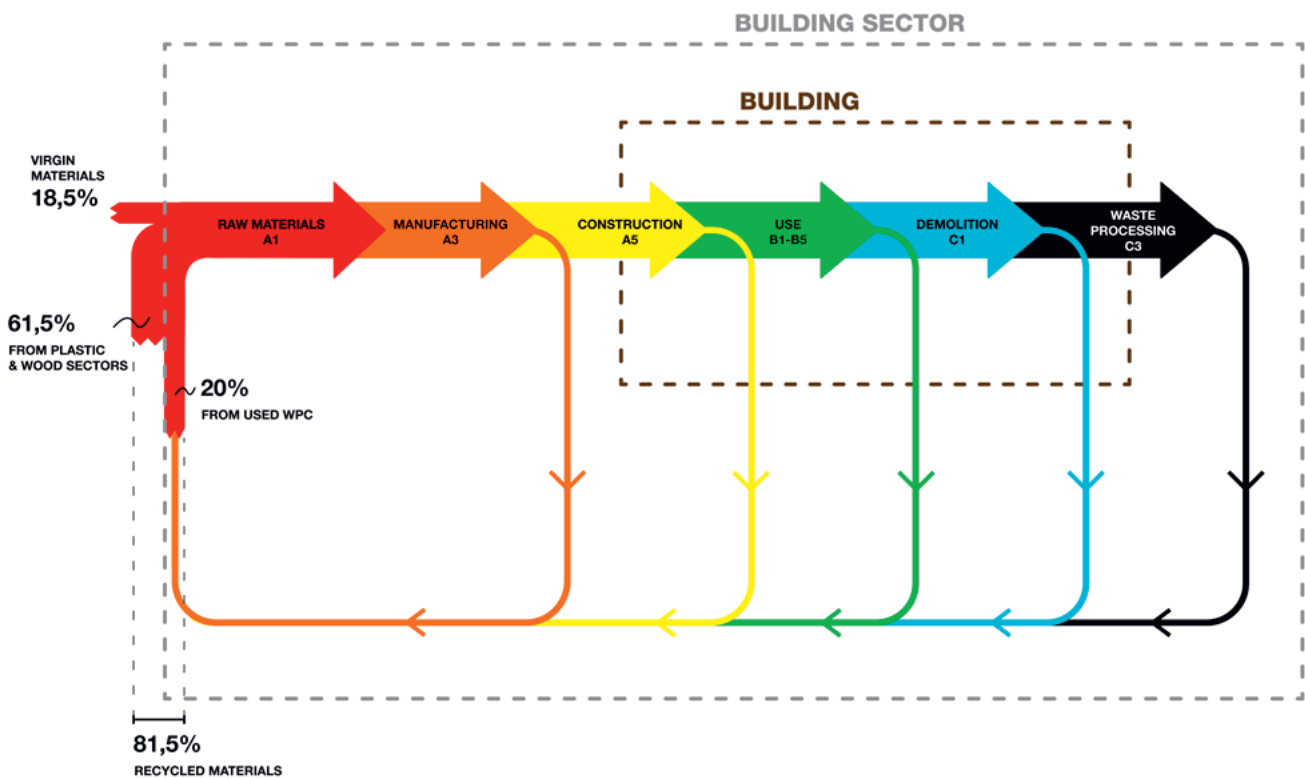 BUILDING SECTOR
BUILDING
VIRGIN
MATERIALS
18,5%
RAW MATERIALS
A1
MANUFACTURING
A3
CONSTRUCTION
A5
USE
B1-B5
DEMOLITION
C1
WASTE
PROCESSING
C3
61,5%
FROM PLASTIC
& WOOD SECTORS
20%
FROM USED WPC
81,5%
RECYCLED MATERIALS